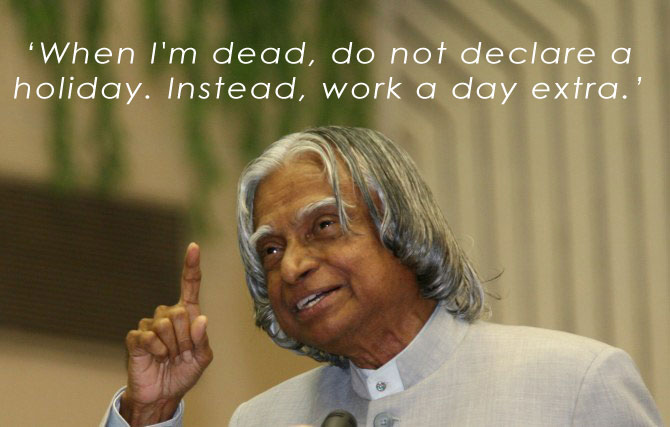 ‘When I'm dead, do not declare a
holiday. Instead, work a day extra.’